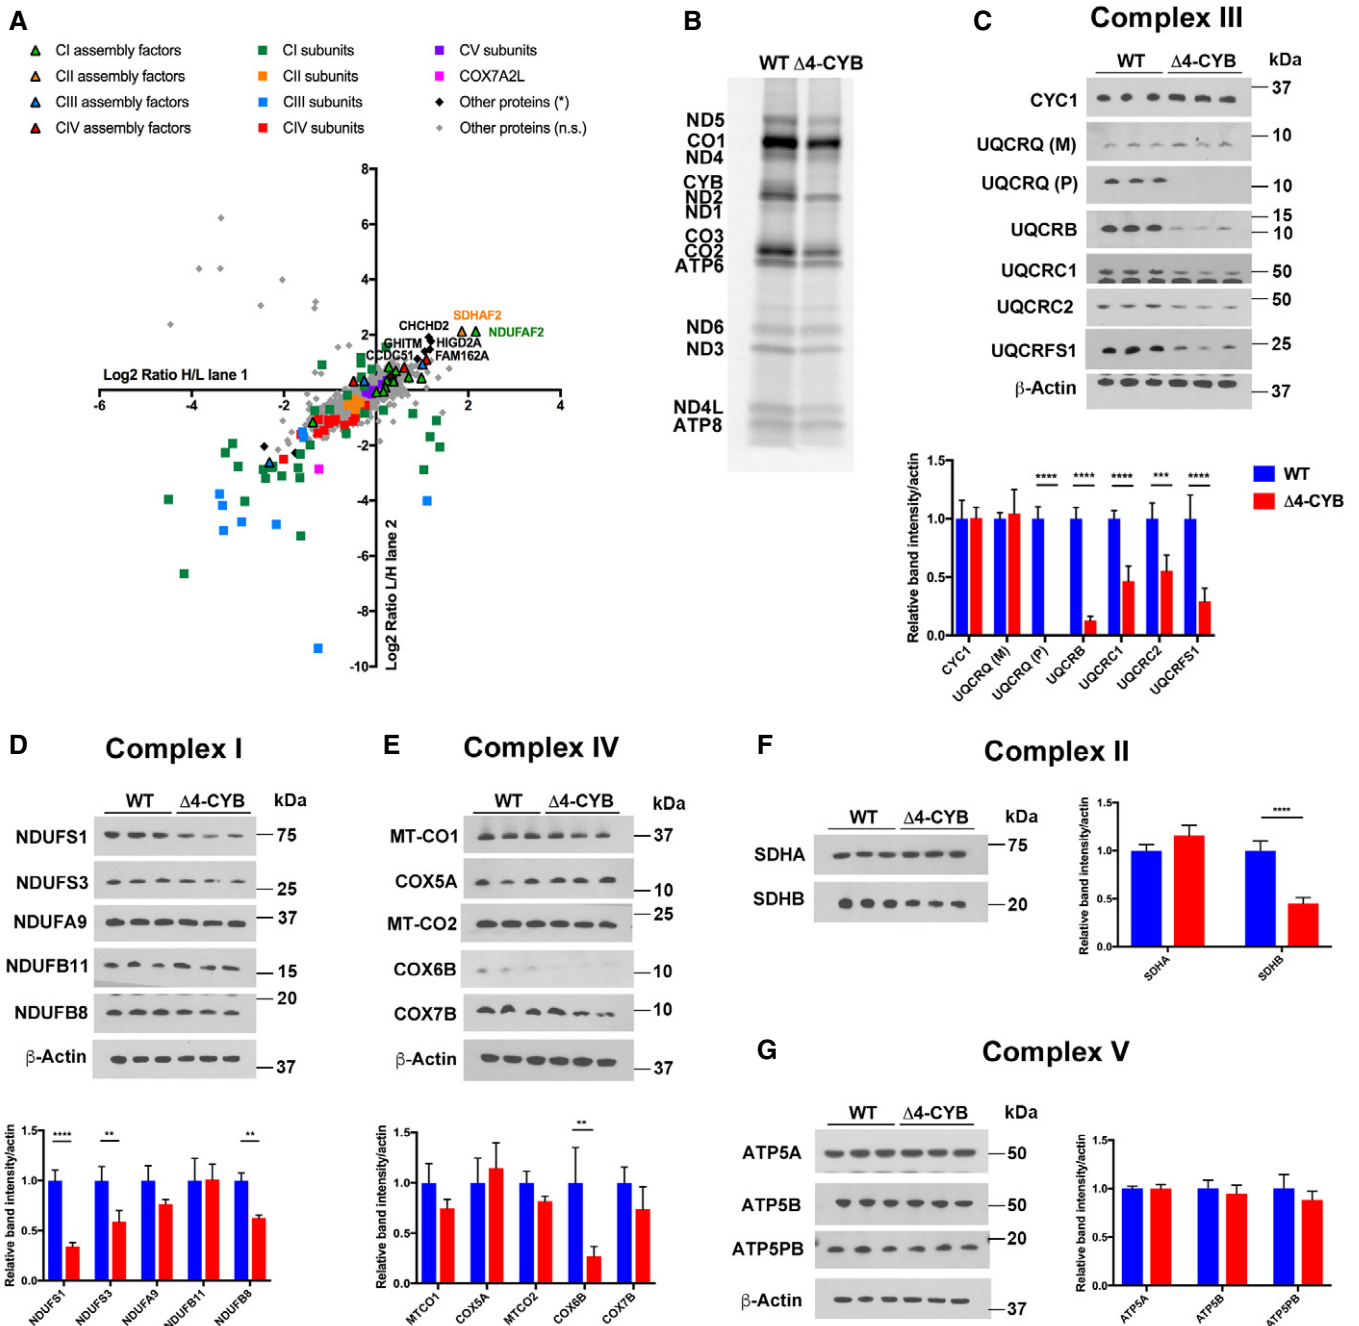 A
CI assembly factors
CII assembly factors
CIII assembly factors
CIV assembly factors
CI subunits
CII subunits
CIII subunits
CIV subunits
CV subunits
COX7A2L
Other proteins (*)
Other proteins (n.s.)
8
6
4
2
-2
-4
-6
-8
-10
-6
-4
-2
2
4
Log2 Ratio H/L lane 1
Log2 Ratio L/H lane 2
SDHAF2
NDUFAF2
CHCHD2
GHITM
HIGD2A
CCDC51
FAM162A
B
WT Δ4-CYB
ND5
CO1
ND4
CYB
ND2
ND1
CO3
CO2
ATP6
ND6
ND3
ND4L
ATP8
C
Complex III
WT Δ4-CYB kDa
CYC1 37
UQCRQ (M) 10
UQCRQ (P) 10
UQCRB 15
10
UQCRC1 50
UQCRC2 50
UQCRFS1 25
β-Actin 37
Relative band intensity/actin
1.5
1.0
0.5
0.0
**** **** **** *** ****
CYC1
UQCRQ (M)
UQCRQ (P)
UQCRB
UQCRC1
UQCRC2
UQCRFS1
WT
Δ4-CYB
D
Complex I
WT Δ4-CYB kDa
NDUFS1 75
NDUFS3 25
NDUFA9 37
NDUFB11 15
NDUFB8 20
β-Actin 37
Relative band intensity/actin
1.5
1.0
0.5
0.0
**** ** **
NDUFS1
NDUFS3
NDUFA9
NDUFB11
NDUFB8
E
Complex IV
WT Δ4-CYB kDa
MT-CO1 37
COX5A 10
MT-CO2 25
COX6B 10
COX7B 10
β-Actin 37
Relative band intensity/actin
1.5
1.0
0.5
0.0
**
MTCO1
COX5A
MTCO2
COX6B
COX7B
F
Complex II
WT Δ4-CYB kDa
SDHA 75
SDHB 20
Relative band intensity/actin
1.5
1.0
0.5
0.0
****
SDHA
SDHB
G
Complex V
WT Δ4-CYB kDa
ATP5A 50
ATP5B 50
ATP5PB 20
β-Actin 37
Relative band intensity/actin
1.5
1.0
0.5
0.0
ATP5A
ATP5B
ATP5PB